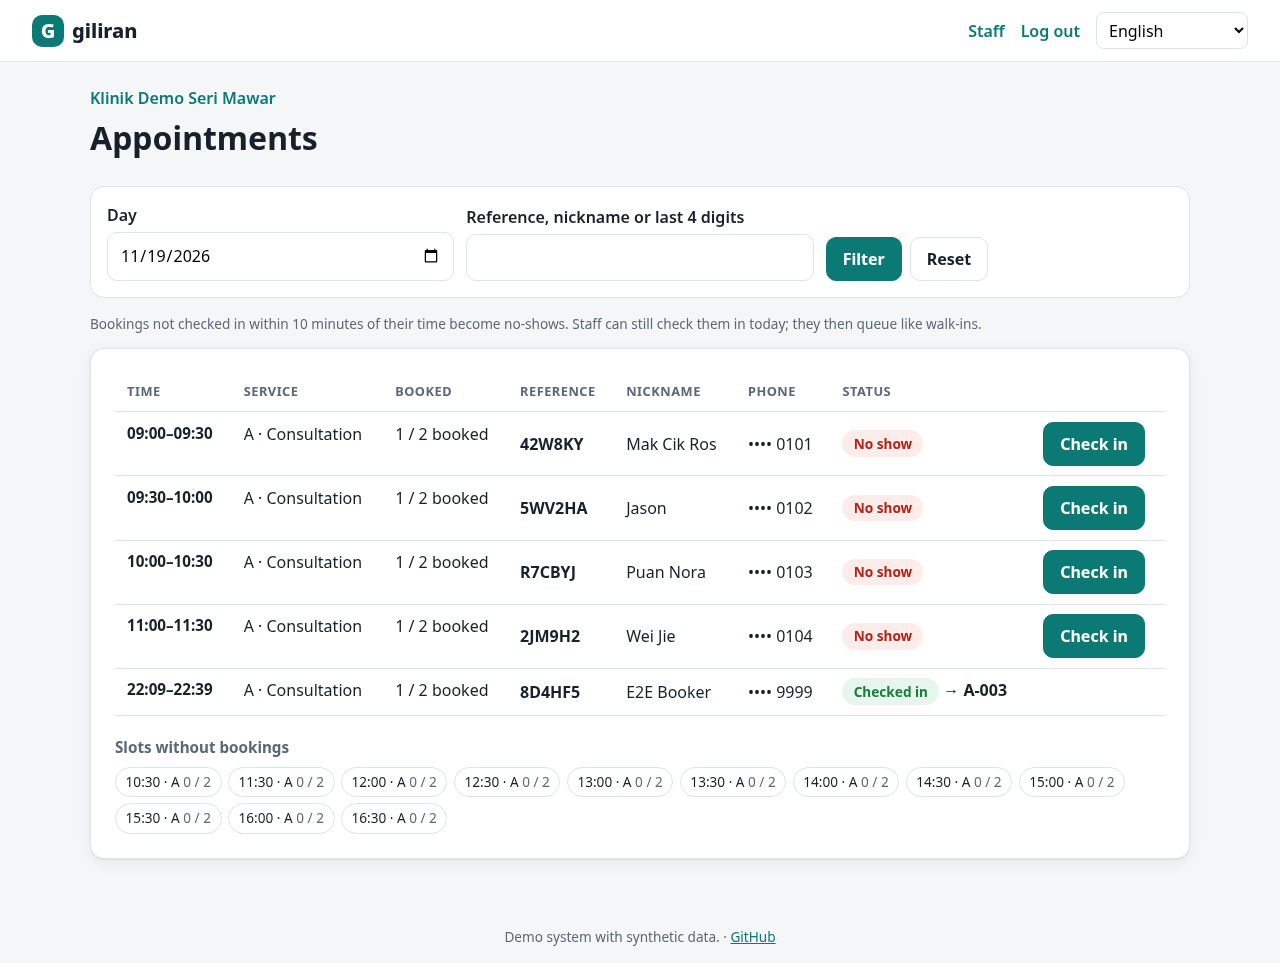 G giliran
Staff Log out English
Klinik Demo Seri Mawar
Appointments
Day
Reference, nickname or last 4 digits
11/19/2026
Filter Reset
Bookings not checked in within 10 minutes of their time become no-shows. Staff can still check them in today; they then queue like walk-ins.
TIME SERVICE BOOKED REFERENCE NICKNAME PHONE STATUS
09:00–09:30 A · Consultation 1 / 2 booked 42W8KY Mak Cik Ros •••• 0101 No show Check in
09:30–10:00 A · Consultation 1 / 2 booked 5WV2HA Jason •••• 0102 No show Check in
10:00–10:30 A · Consultation 1 / 2 booked R7CBYJ Puan Nora •••• 0103 No show Check in
11:00–11:30 A · Consultation 1 / 2 booked 2JM9H2 Wei Jie •••• 0104 No show Check in
22:09–22:39 A · Consultation 1 / 2 booked 8D4HF5 E2E Booker •••• 9999 Checked in → A-003
Slots without bookings
10:30 · A 0 / 2 11:30 · A 0 / 2 12:00 · A 0 / 2 12:30 · A 0 / 2 13:00 · A 0 / 2 13:30 · A 0 / 2 14:00 · A 0 / 2 14:30 · A 0 / 2 15:00 · A 0 / 2
15:30 · A 0 / 2 16:00 · A 0 / 2 16:30 · A 0 / 2
Demo system with synthetic data. · GitHub